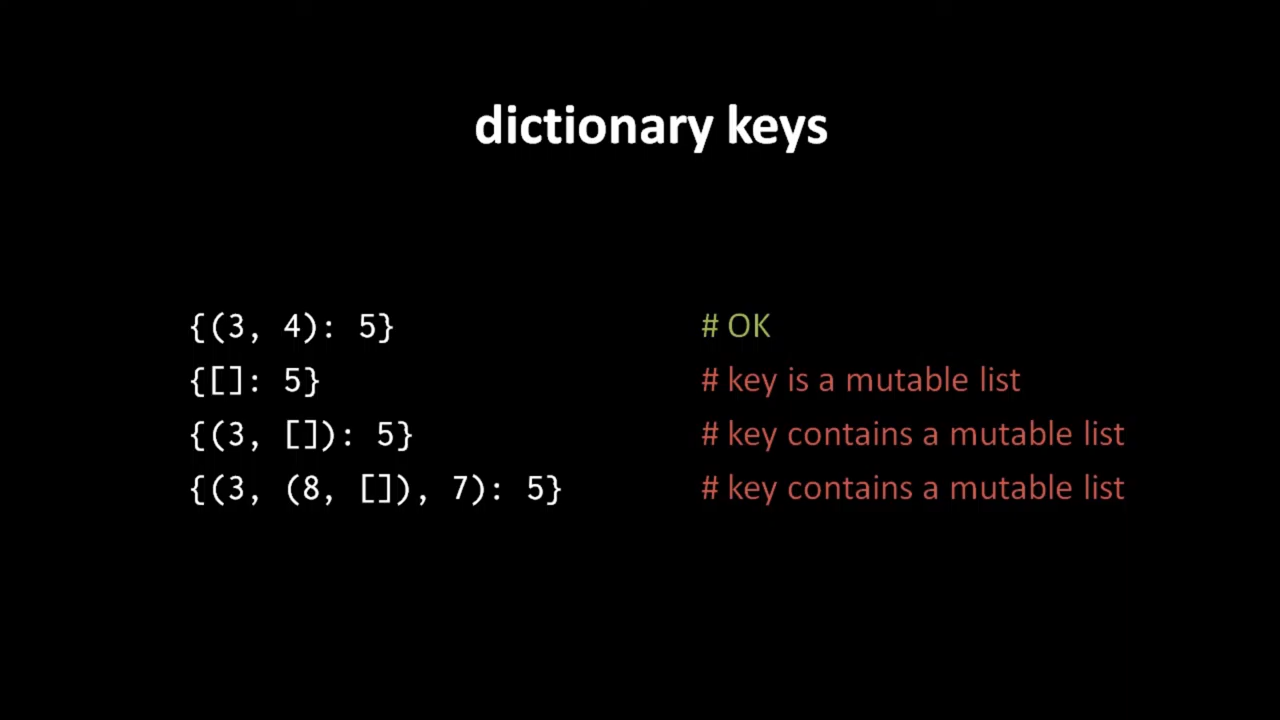 dictionary keys
{(3, 4): 5} # OK
{[]: 5} # key is a mutable list
{(3, []): 5} # key contains a mutable list
{(3, (8, []), 7): 5} # key contains a mutable list